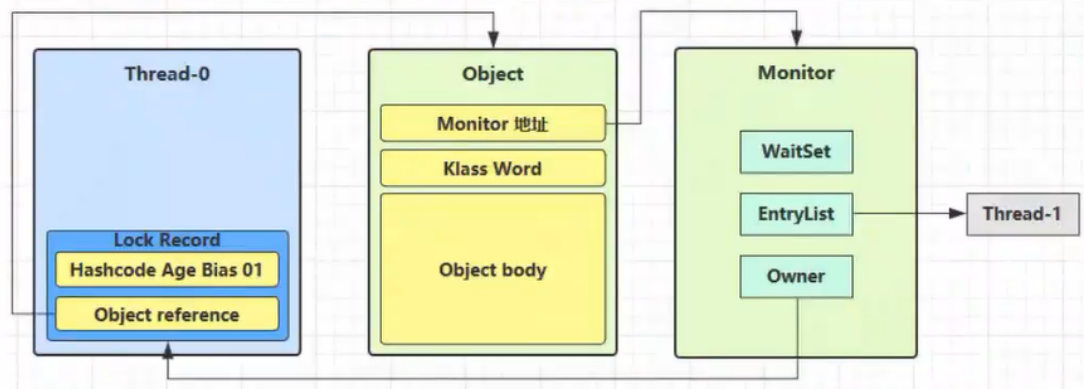 Thread-0
Lock Record
Hashcode Age Bias 01
Object reference
Object
Monitor 地址
Klass Word
Object body
Monitor
WaitSet
EntryList
Owner
Thread-1